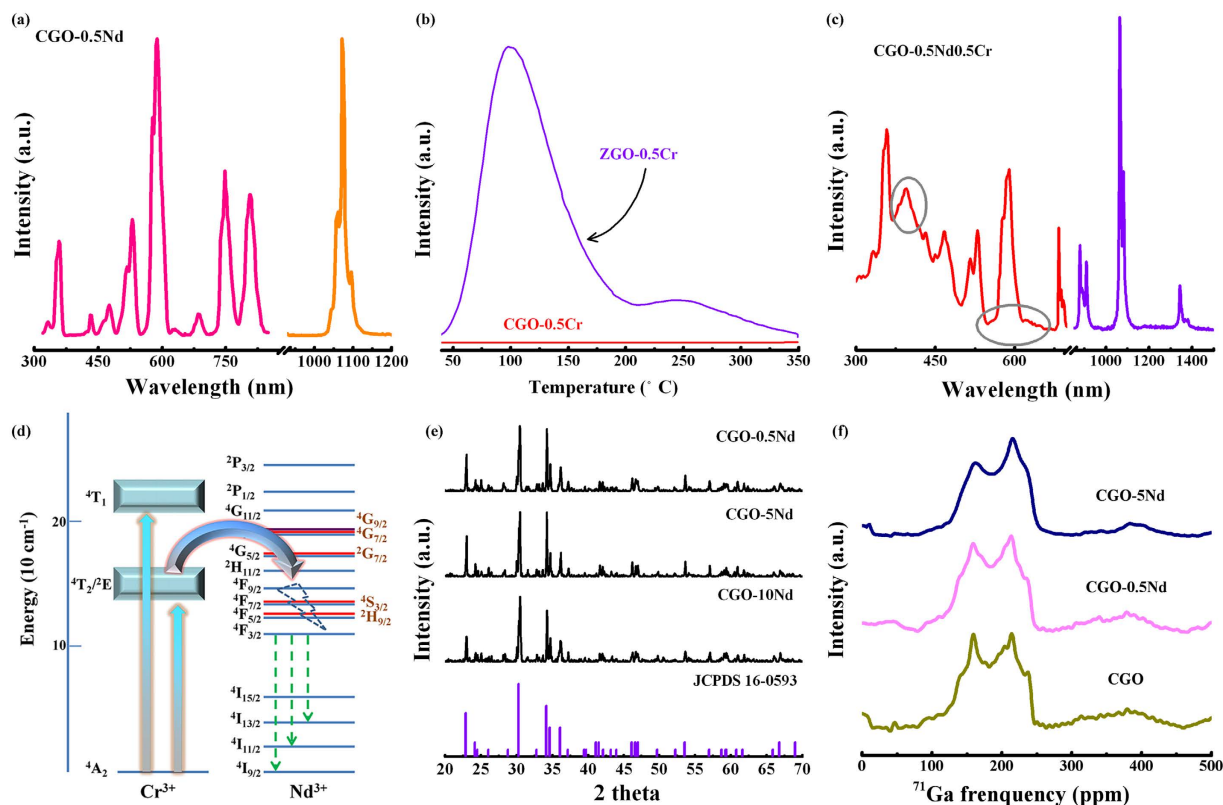 (a)
CGO-0.5Nd
Intensity (a.u.)
300 450 600 750 1000 1100 1200
Wavelength (nm)
(b)
ZGO-0.5Cr
CGO-0.5Cr
Intensity (a.u.)
50 100 150 200 250 300 350
Temperature (° C)
(c)
CGO-0.5Nd0.5Cr
Intensity (a.u.)
300 450 600 1000 1200 1400
Wavelength (nm)
(d)
Energy (10 cm⁻¹)
20
10
⁴T₁
⁴T₂/²E
⁴A₂
Cr³⁺
²P₃/₂
²P₁/₂
⁴G₁₁/₂
⁴G₉/₂
⁴G₇/₂
⁴G₅/₂
²G₇/₂
²H₁₁/₂
⁴F₉/₂
⁴F₇/₂
⁴S₃/₂
⁴F₅/₂
²H₉/₂
⁴F₃/₂
⁴I₁₅/₂
⁴I₁₃/₂
⁴I₁₁/₂
⁴I₉/₂
Nd³⁺
(e)
CGO-0.5Nd
CGO-5Nd
CGO-10Nd
JCPDS 16-0593
Intensity (a.u.)
20 25 30 35 40 45 50 55 60 65 70
2 theta
(f)
CGO-5Nd
CGO-0.5Nd
CGO
Intensity (a.u.)
0 100 200 300 400 500
⁷¹Ga frenquency (ppm)